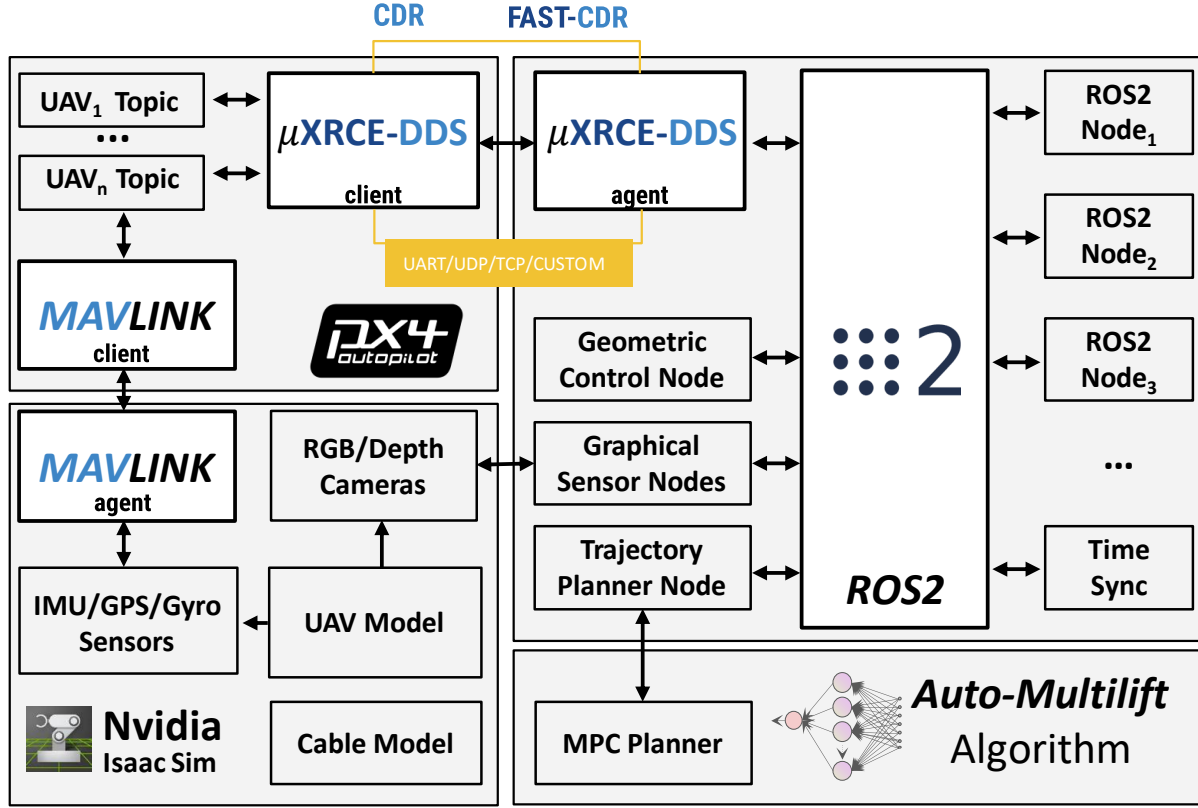 CDR
FAST-CDR
UAV1 Topic
...
UAVn Topic
μXRCE-DDS
client
μXRCE-DDS
agent
UART/UDP/TCP/CUSTOM
MAVLINK
client
px4
autopilot
MAVLINK
agent
RGB/Depth
Cameras
IMU/GPS/Gyro
Sensors
UAV Model
Nvidia
Isaac Sim
Cable Model
Geometric
Control Node
Graphical
Sensor Nodes
Trajectory
Planner Node
2
ROS2
ROS2
Node1
ROS2
Node2
ROS2
Node3
...
Time
Sync
MPC Planner
Auto-Multilift
Algorithm